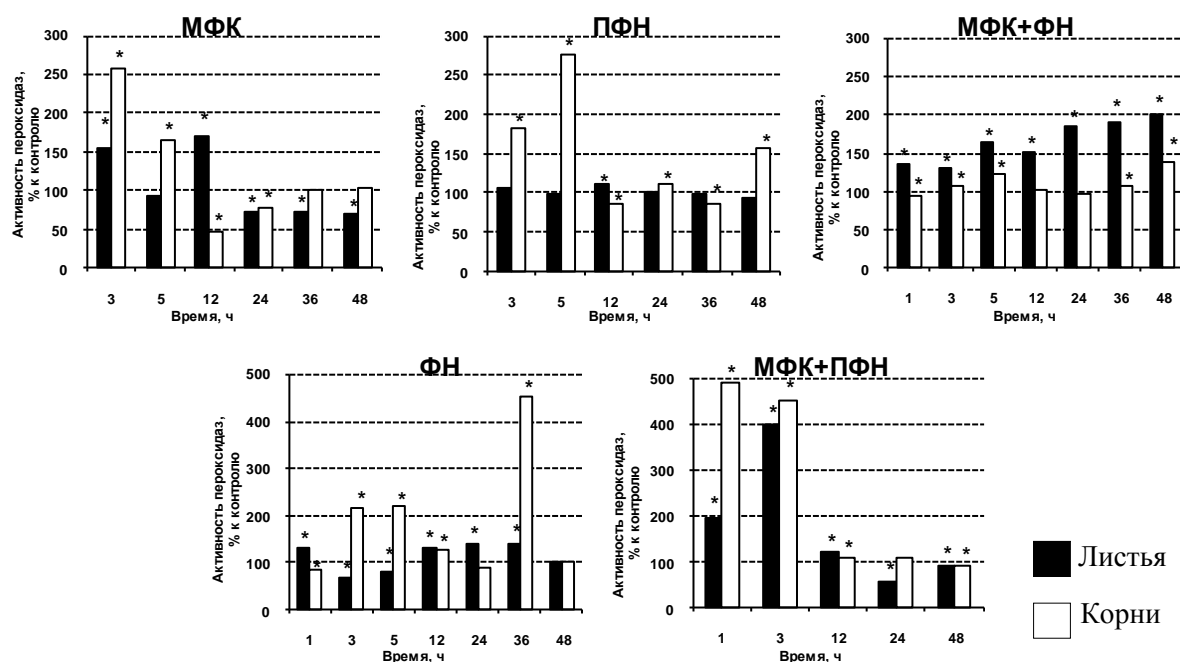 МФК
Активность пероксидаз,
% к контролю
300
250
200
150
100
50
0
* * * * * * * * * *
3 5 12 24 36 48
Время, ч
ПФН
Активность пероксидаз,
% к контролю
300
250
200
150
100
50
0
* * * * * * *
3 5 12 24 36 48
Время, ч
МФК+ФН
Активность пероксидаз,
% к контролю
300
250
200
150
100
50
0
* * * * * * * * * * * *
1 3 5 12 24 36 48
Время, ч
ФН
Активность пероксидаз,
% к контролю
500
400
300
200
100
0
* * * * * * * * * * *
1 3 5 12 24 36 48
Время, ч
МФК+ПФН
Активность пероксидаз,
% к контролю
500
400
300
200
100
0
* * * * * * * * *
1 3 12 24 48
Время, ч
Листья
Корни